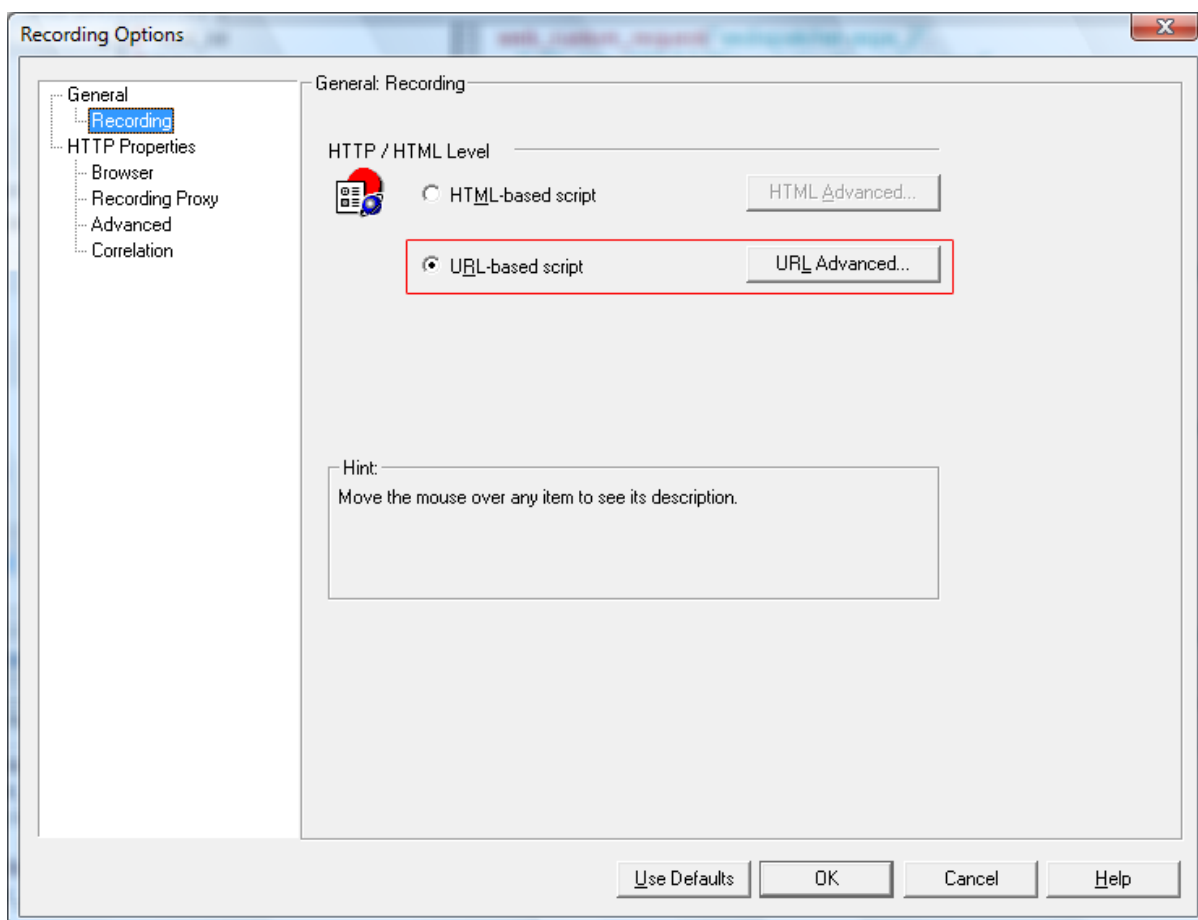 Recording Options
General
Recording
HTTP Properties
Browser
Recording Proxy
Advanced
Correlation
General: Recording
HTTP / HTML Level
HTML-based script
HTML Advanced...
URL-based script
URL Advanced...
Hint:
Move the mouse over any item to see its description.
Use Defaults
OK
Cancel
Help